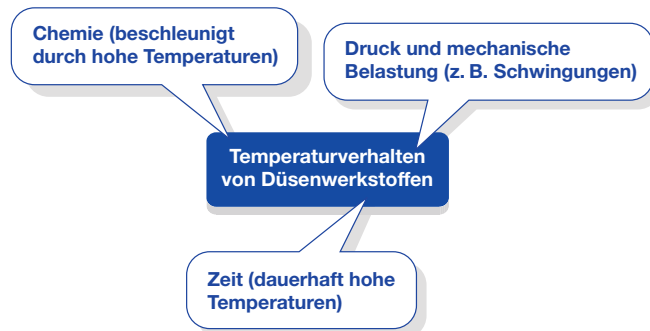 Chemie (beschleunigt
durch hohe Temperaturen)
Druck und mechanische
Belastung (z. B. Schwingungen)
Temperaturverhalten
von Düsenwerkstoffen
Zeit (dauerhaft hohe
Temperaturen)